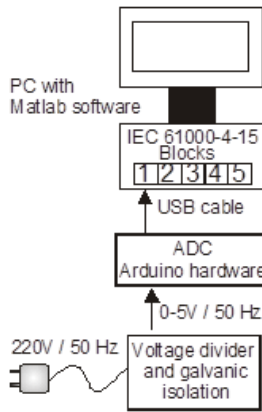 PC with
Matlab software
IEC 61000-4-15
Blocks
1 2 3 4 5
USB cable
ADC
Arduino hardware
0-5V / 50 Hz
220V / 50 Hz
Voltage divider
and galvanic
isolation